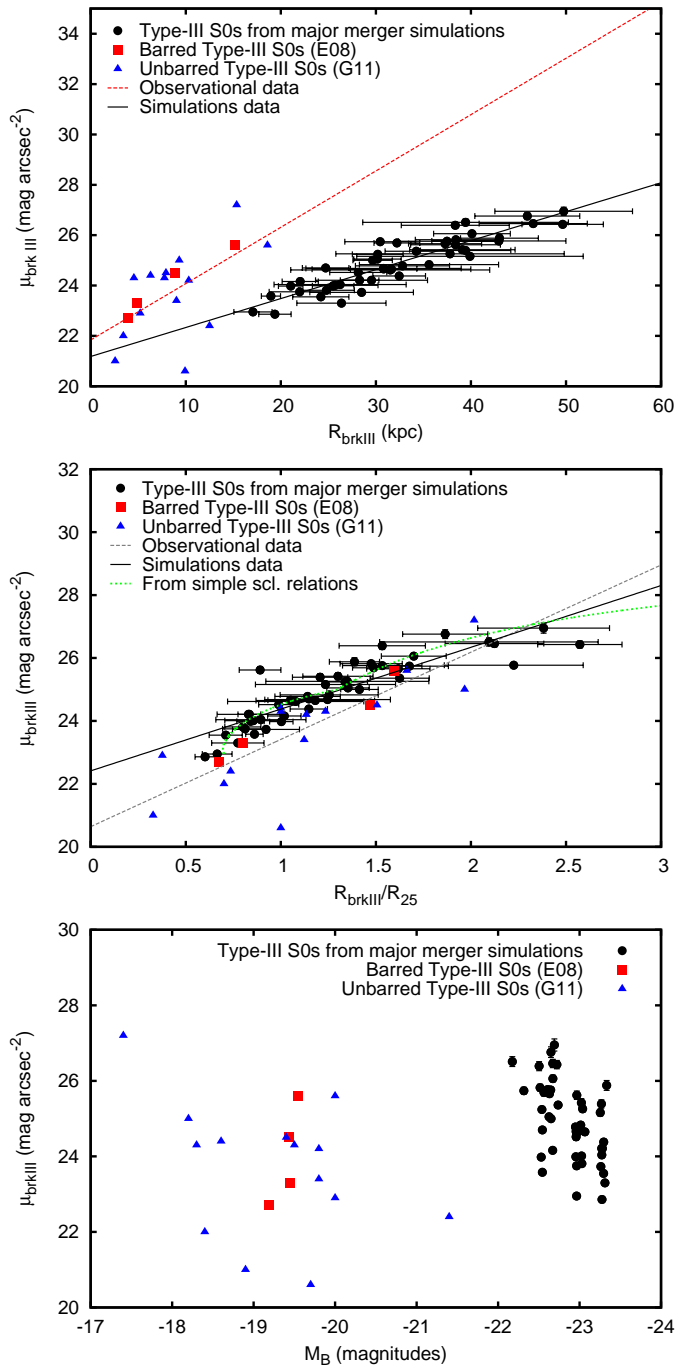 35
30
25
20
0
10
20
30
40
50
60
μbrk III (mag arcsec-2)
RbrkIII (kpc)
Type-III S0s from major merger simulations
Barred Type-III S0s (E08)
Unbarred Type-III S0s (G11)
Observational data
Simulations data
34
32
28
26
24
22
32
30
28
26
24
22
20
0
0.5
1
1.5
2
2.5
3
μbrkIII (mag arcsec-2)
RbrkIII/R25
Type-III S0s from major merger simulations
Barred Type-III S0s (E08)
Unbarred Type-III S0s (G11)
Observational data
Simulations data
From simple scl. relations
30
28
26
24
22
20
-17
-18
-19
-20
-21
-22
-23
-24
μbrkIII (mag arcsec-2)
MB (magnitudes)
Type-III S0s from major merger simulations
Barred Type-III S0s (E08)
Unbarred Type-III S0s (G11)